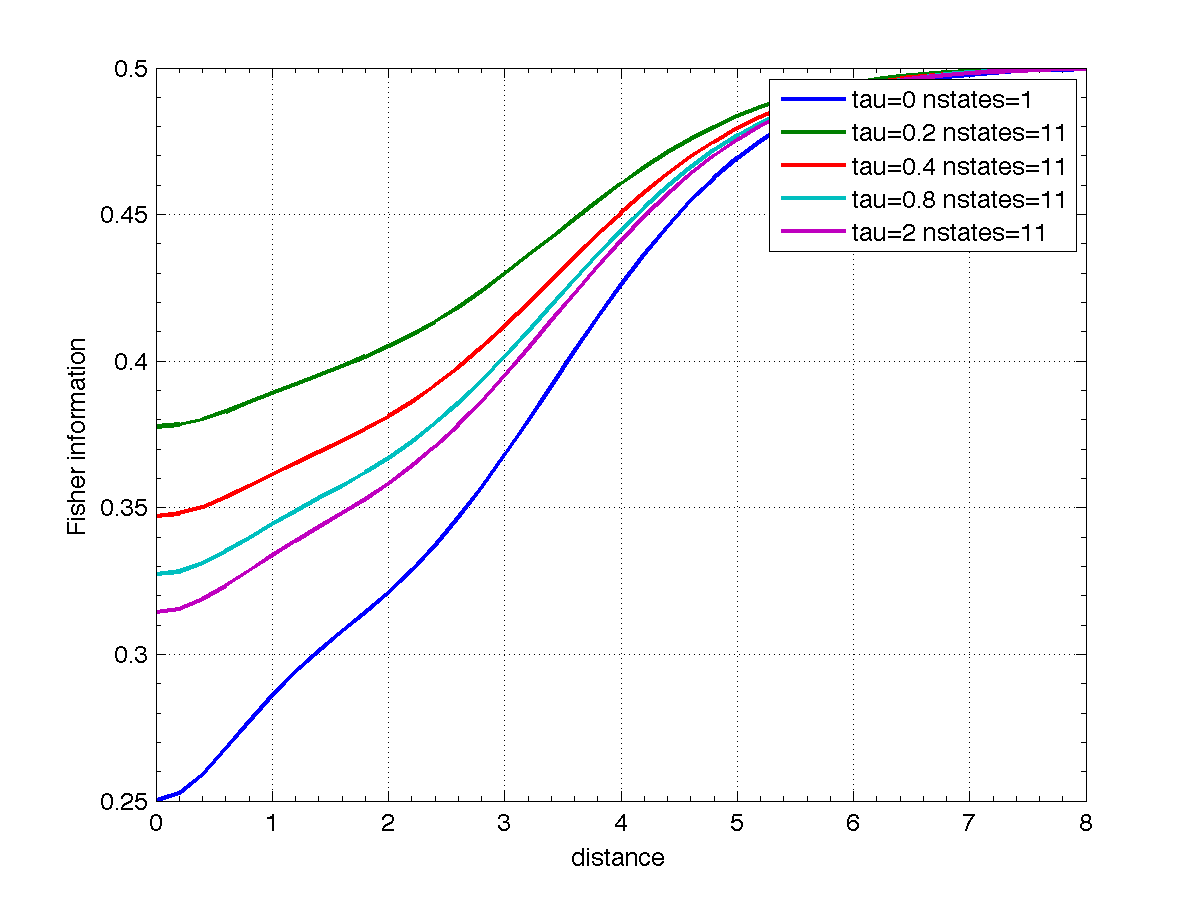 0.5
0.45
0.4
0.35
0.3
0.25
Fisher information
0 1 2 3 4 5 6 7 8
distance
tau=0 nstates=1
tau=0.2 nstates=11
tau=0.4 nstates=11
tau=0.8 nstates=11
tau=2 nstates=11